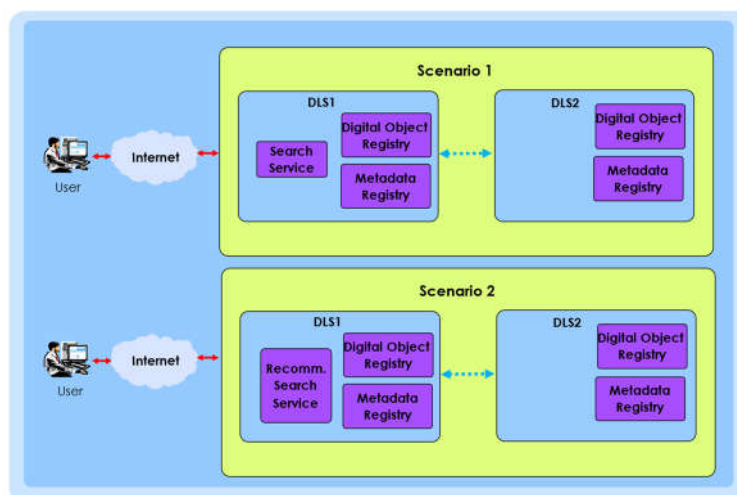 Scenario 1
DLS1
DLS2
Digital Object
Registry
Digital Object
Registry
Search
Service
Metadata
Registry
Metadata
Registry
Internet
User
Scenario 2
DLS1
DLS2
Digital Object
Registry
Digital Object
Registry
Recomm.
Search
Service
Metadata
Registry
Metadata
Registry
Internet
User